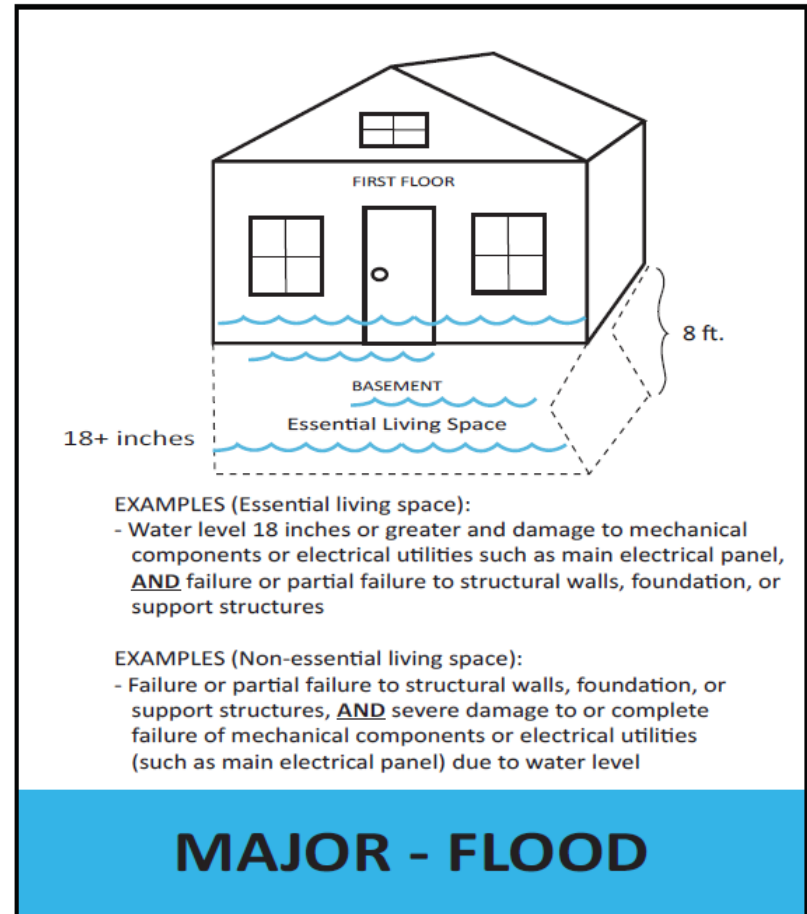 FIRST FLOOR
8 ft.
BASEMENT
Essential Living Space
18+ inches
EXAMPLES (Essential living space):
- Water level 18 inches or greater and damage to mechanical
components or electrical utilities such as main electrical panel,
AND failure or partial failure to structural walls, foundation, or
support structures
EXAMPLES (Non-essential living space):
- Failure or partial failure to structural walls, foundation, or
support structures, AND severe damage to or complete
failure of mechanical components or electrical utilities
(such as main electrical panel) due to water level
MAJOR - FLOOD